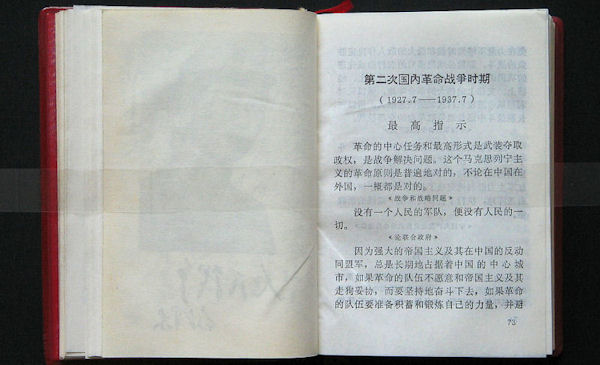 第二次国内革命战争时期
(1927.7——1937.7)
最高指示
革命的中心任务和最高形式是武装夺取
政权，是战争解决问题。这个马克思列宁主
义的革命原则是普遍地对的，不论在中国在
外国，一概都是对的。
《战争和战略问题》
没有一个人民的军队，便没有人民的一
切。
《论联合政府》
因为强大的帝国主义及其在中国的反动
同盟军，总是长期地占据着中国的中心城
市，如果革命的队伍不愿意和帝国主义及其
走狗妥协，而要坚持地奋斗下去，如果革命
的队伍要准备积蓄和锻炼自己的力量，并避
73